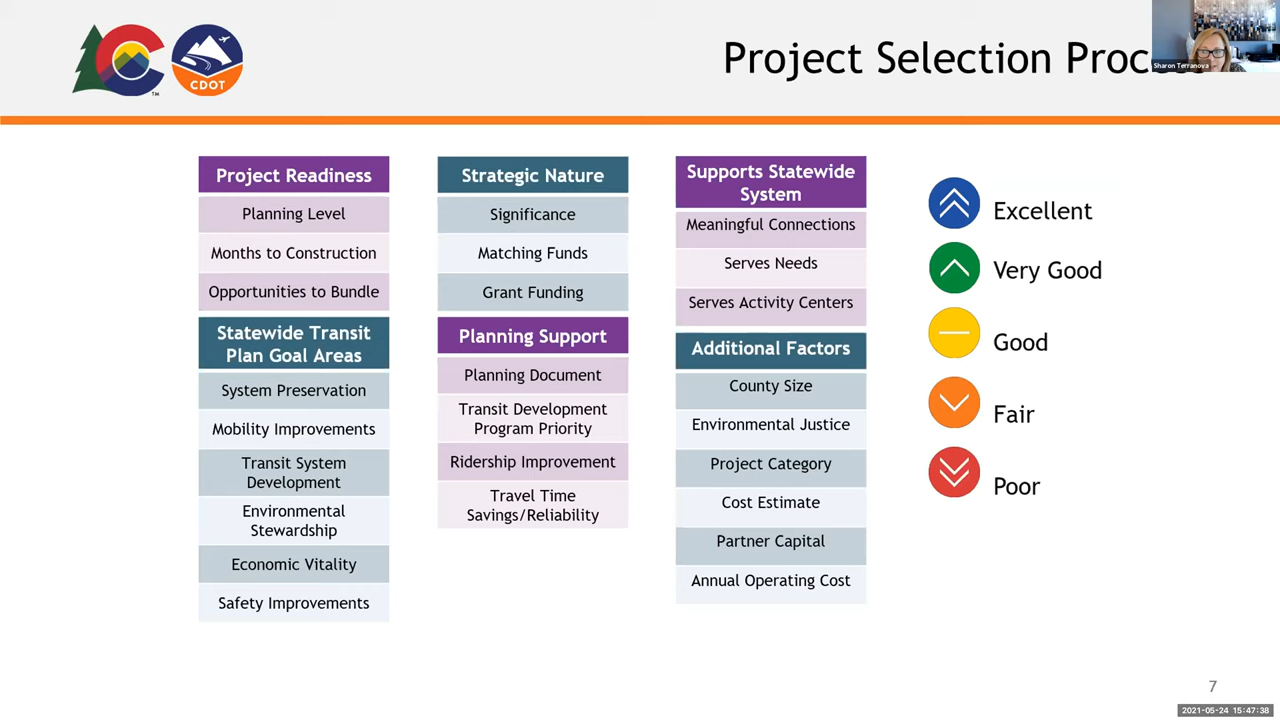 CDOT
TM
Project Selection Proc
Sharon Terranova
Project Readiness
Planning Level
Months to Construction
Opportunities to Bundle
Statewide Transit
Plan Goal Areas
System Preservation
Mobility Improvements
Transit System
Development
Environmental
Stewardship
Economic Vitality
Safety Improvements
Strategic Nature
Significance
Matching Funds
Grant Funding
Planning Support
Planning Document
Transit Development
Program Priority
Ridership Improvement
Travel Time
Savings/Reliability
Supports Statewide
System
Meaningful Connections
Serves Needs
Serves Activity Centers
Additional Factors
County Size
Environmental Justice
Project Category
Cost Estimate
Partner Capital
Annual Operating Cost
Excellent
Very Good
Good
Fair
Poor
7
2021-05-24 15:47:38